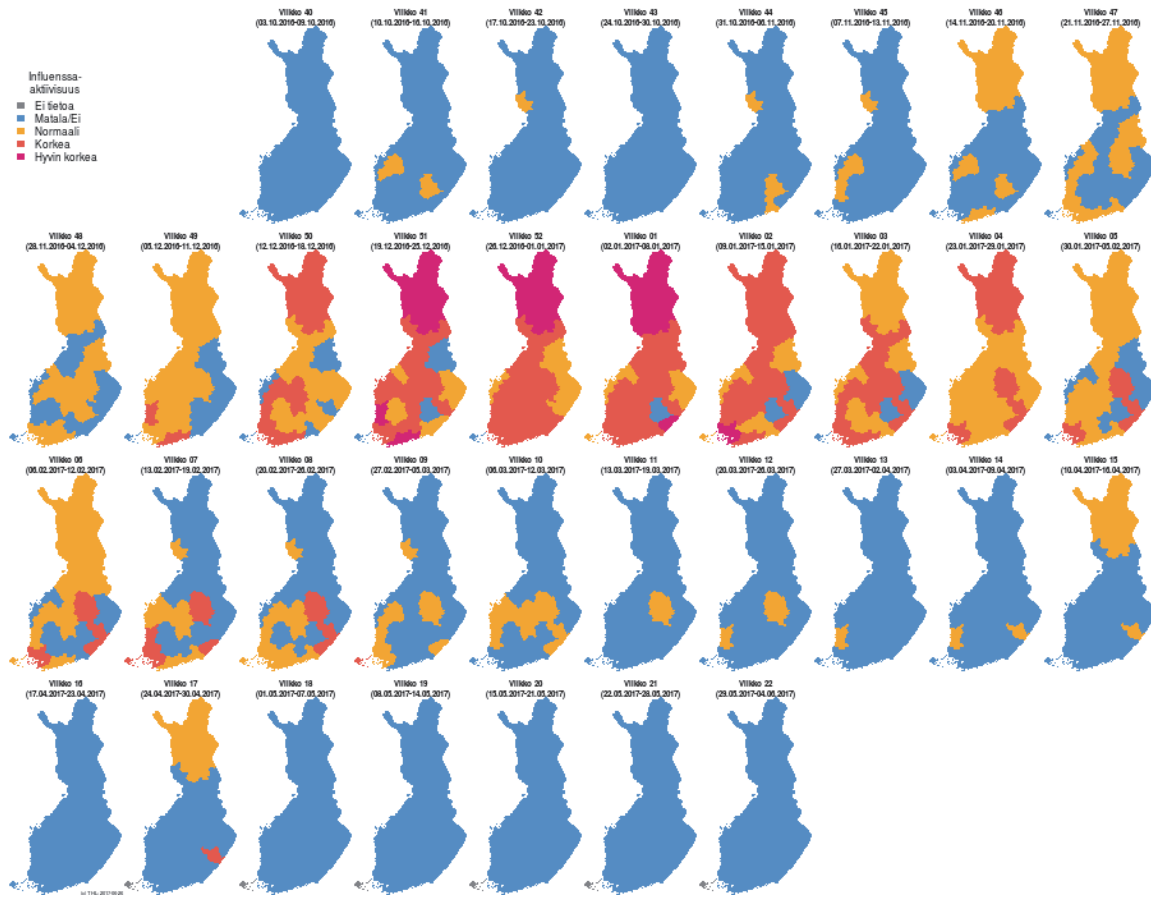 Viikko 40
(03.10.2016-09.10.2016)
Viikko 41
(10.10.2016-16.10.2016)
Viikko 42
(17.10.2016-23.10.2016)
Viikko 43
(24.10.2016-30.10.2016)
Viikko 44
(31.10.2016-06.11.2016)
Viikko 45
(07.11.2016-13.11.2016)
Viikko 46
(14.11.2016-20.11.2016)
Viikko 47
(21.11.2016-27.11.2016)
Influenssa-
aktiivisuus
Ei tietoa
Matala/Ei
Normaali
Korkea
Hyvin korkea
Viikko 48
(28.11.2016-04.12.2016)
Viikko 49
(05.12.2016-11.12.2016)
Viikko 50
(12.12.2016-18.12.2016)
Viikko 51
(19.12.2016-25.12.2016)
Viikko 52
(26.12.2016-01.01.2017)
Viikko 01
(02.01.2017-08.01.2017)
Viikko 02
(09.01.2017-15.01.2017)
Viikko 03
(16.01.2017-22.01.2017)
Viikko 04
(23.01.2017-29.01.2017)
Viikko 05
(30.01.2017-05.02.2017)
Viikko 06
(06.02.2017-12.02.2017)
Viikko 07
(13.02.2017-19.02.2017)
Viikko 08
(20.02.2017-26.02.2017)
Viikko 09
(27.02.2017-05.03.2017)
Viikko 10
(06.03.2017-12.03.2017)
Viikko 11
(13.03.2017-19.03.2017)
Viikko 12
(20.03.2017-26.03.2017)
Viikko 13
(27.03.2017-02.04.2017)
Viikko 14
(03.04.2017-09.04.2017)
Viikko 15
(10.04.2017-16.04.2017)
Viikko 16
(17.04.2017-23.04.2017)
Viikko 17
(24.04.2017-30.04.2017)
Viikko 18
(01.05.2017-07.05.2017)
Viikko 19
(08.05.2017-14.05.2017)
Viikko 20
(15.05.2017-21.05.2017)
Viikko 21
(22.05.2017-28.05.2017)
Viikko 22
(29.05.2017-04.06.2017)
(c) THL